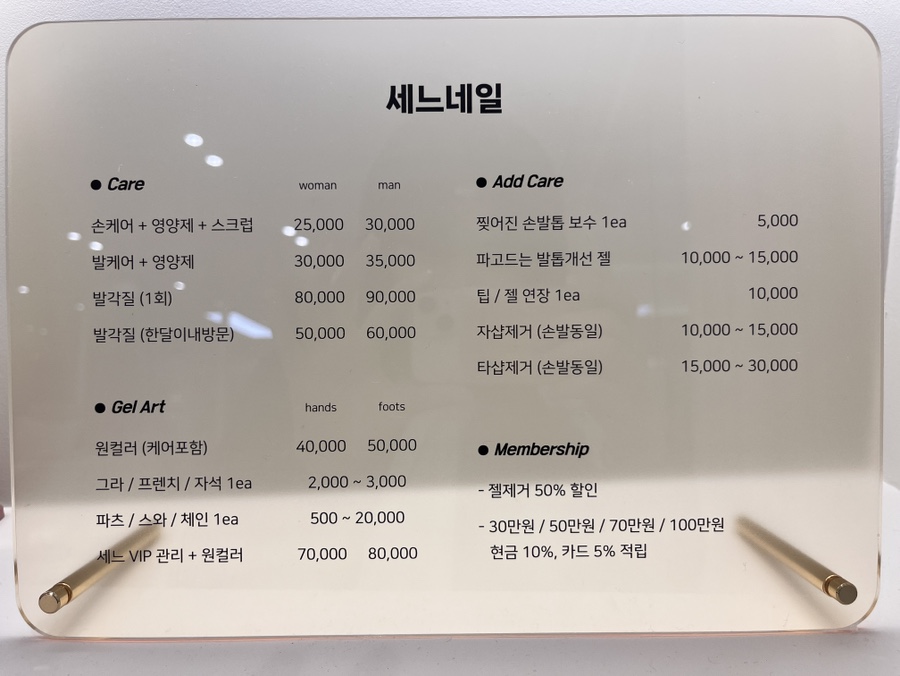 세느네일
● Care woman man
손케어 + 영양제 + 스크럽 25,000 30,000
발케어 + 영양제 30,000 35,000
발각질 (1회) 80,000 90,000
발각질 (한달이내방문) 50,000 60,000
● Gel Art hands foots
원컬러 (케어포함) 40,000 50,000
그라 / 프렌치 / 자석 1ea 2,000 ~ 3,000
파츠 / 스와 / 체인 1ea 500 ~ 20,000
세느 VIP 관리 + 원컬러 70,000 80,000
● Add Care
찢어진 손발톱 보수 1ea 5,000
파고드는 발톱개선 젤 10,000 ~ 15,000
팁 / 젤 연장 1ea 10,000
자샵제거 (손발동일) 10,000 ~ 15,000
타샵제거 (손발동일) 15,000 ~ 30,000
● Membership
- 젤제거 50% 할인
- 30만원 / 50만원 / 70만원 / 100만원
현금 10%, 카드 5% 적립